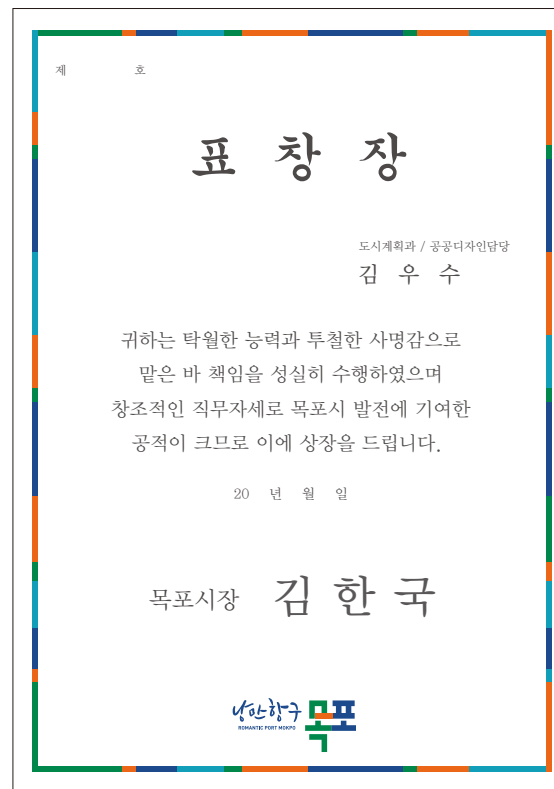 제 호
표 창 장
도시계획과 / 공공디자인담당
김 우 수
귀하는 탁월한 능력과 투철한 사명감으로
맡은 바 책임을 성실히 수행하였으며
창조적인 직무자세로 목포시 발전에 기여한
공적이 크므로 이에 상장을 드립니다.
20 년 월 일
목포시장 김 한 국
낭만항구 목포
ROMANTIC PORT MOKPO